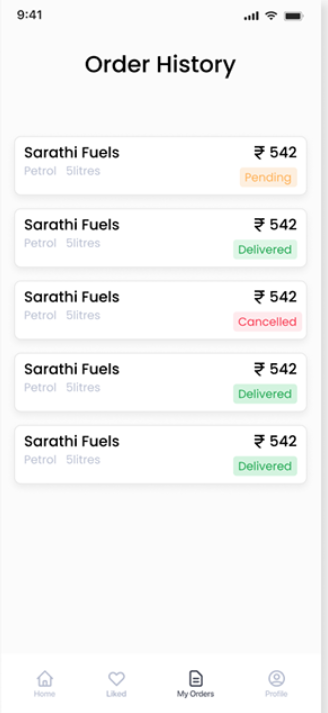 9:41
Order History
Sarathi Fuels ₹ 542
Petrol 5litres Pending
Sarathi Fuels ₹ 542
Petrol 5litres Delivered
Sarathi Fuels ₹ 542
Petrol 5litres Cancelled
Sarathi Fuels ₹ 542
Petrol 5litres Delivered
Sarathi Fuels ₹ 542
Petrol 5litres Delivered
Home Liked My Orders Profile